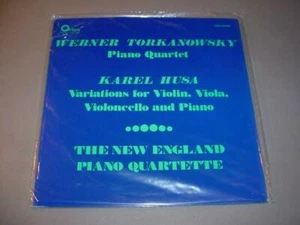 WERNER TORKANOWSKY
Piano Quartet
KAREL HUSA
Variations for Violin, Viola,
Violoncello and Piano
THE NEW ENGLAND
PIANO QUARTETTE